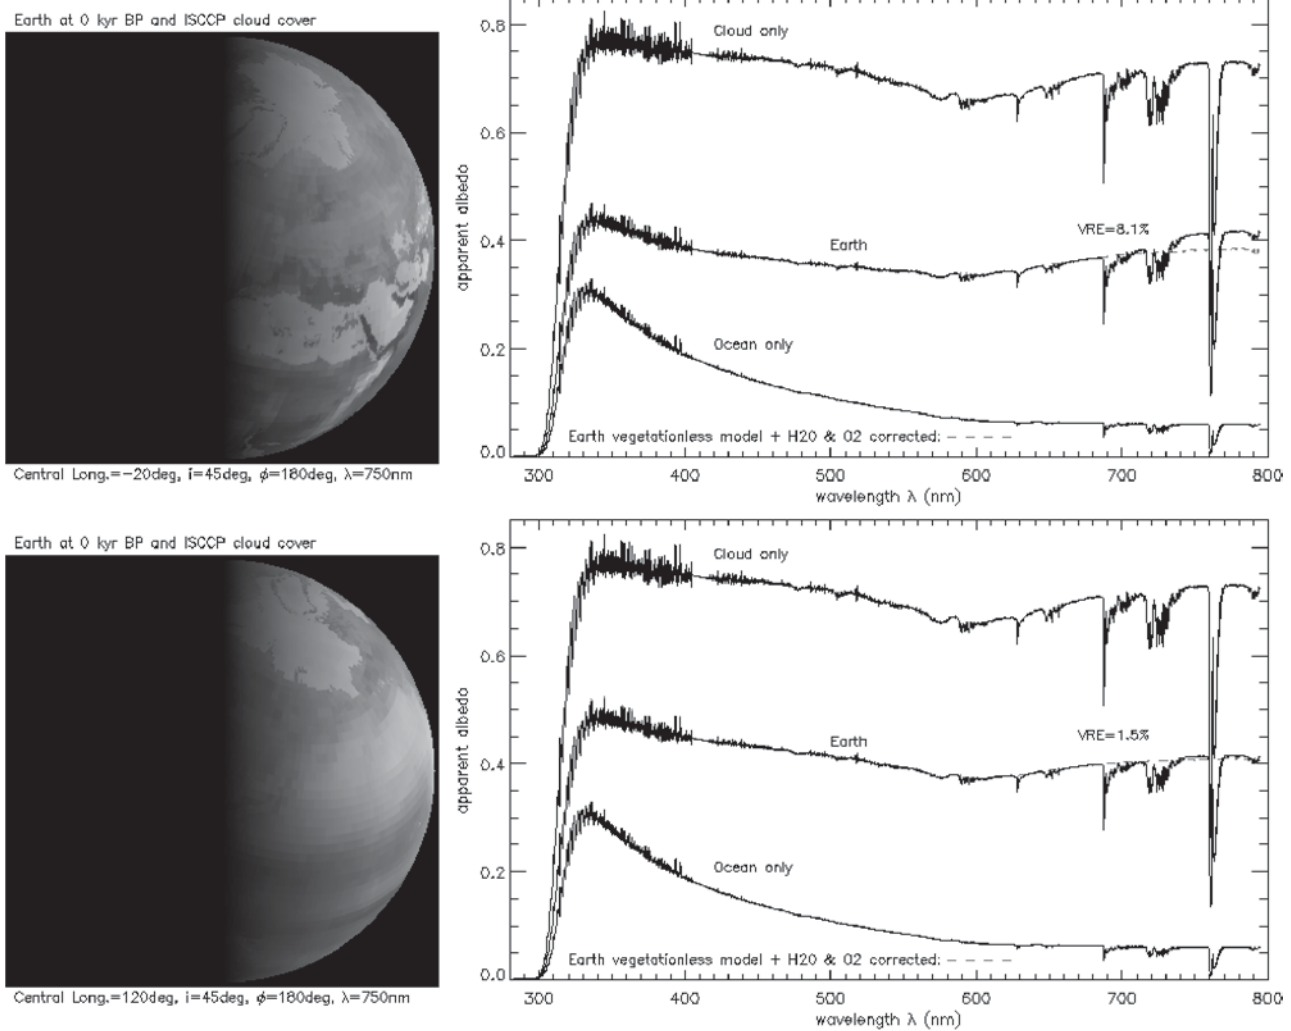 Earth at 0 kyr BP and ISCCP cloud cover
Central Long.=-20deg, i=45deg, ϕ=180deg, λ=750nm
0.8
0.6
0.4
0.2
0.0
apparent albedo
Cloud only
VRE=8.1%
Earth
Ocean only
Earth vegetationless model + H2O & O2 corrected:
300 400 500 600 700 800
wavelength λ (nm)
Earth at 0 kyr BP and ISCCP cloud cover
Central Long.=120deg, i=45deg, ϕ=180deg, λ=750nm
0.8
0.6
0.4
0.2
0.0
apparent albedo
Cloud only
VRE=1.5%
Earth
Ocean only
Earth vegetationless model + H2O & O2 corrected:
300 400 500 600 700 800
wavelength λ (nm)